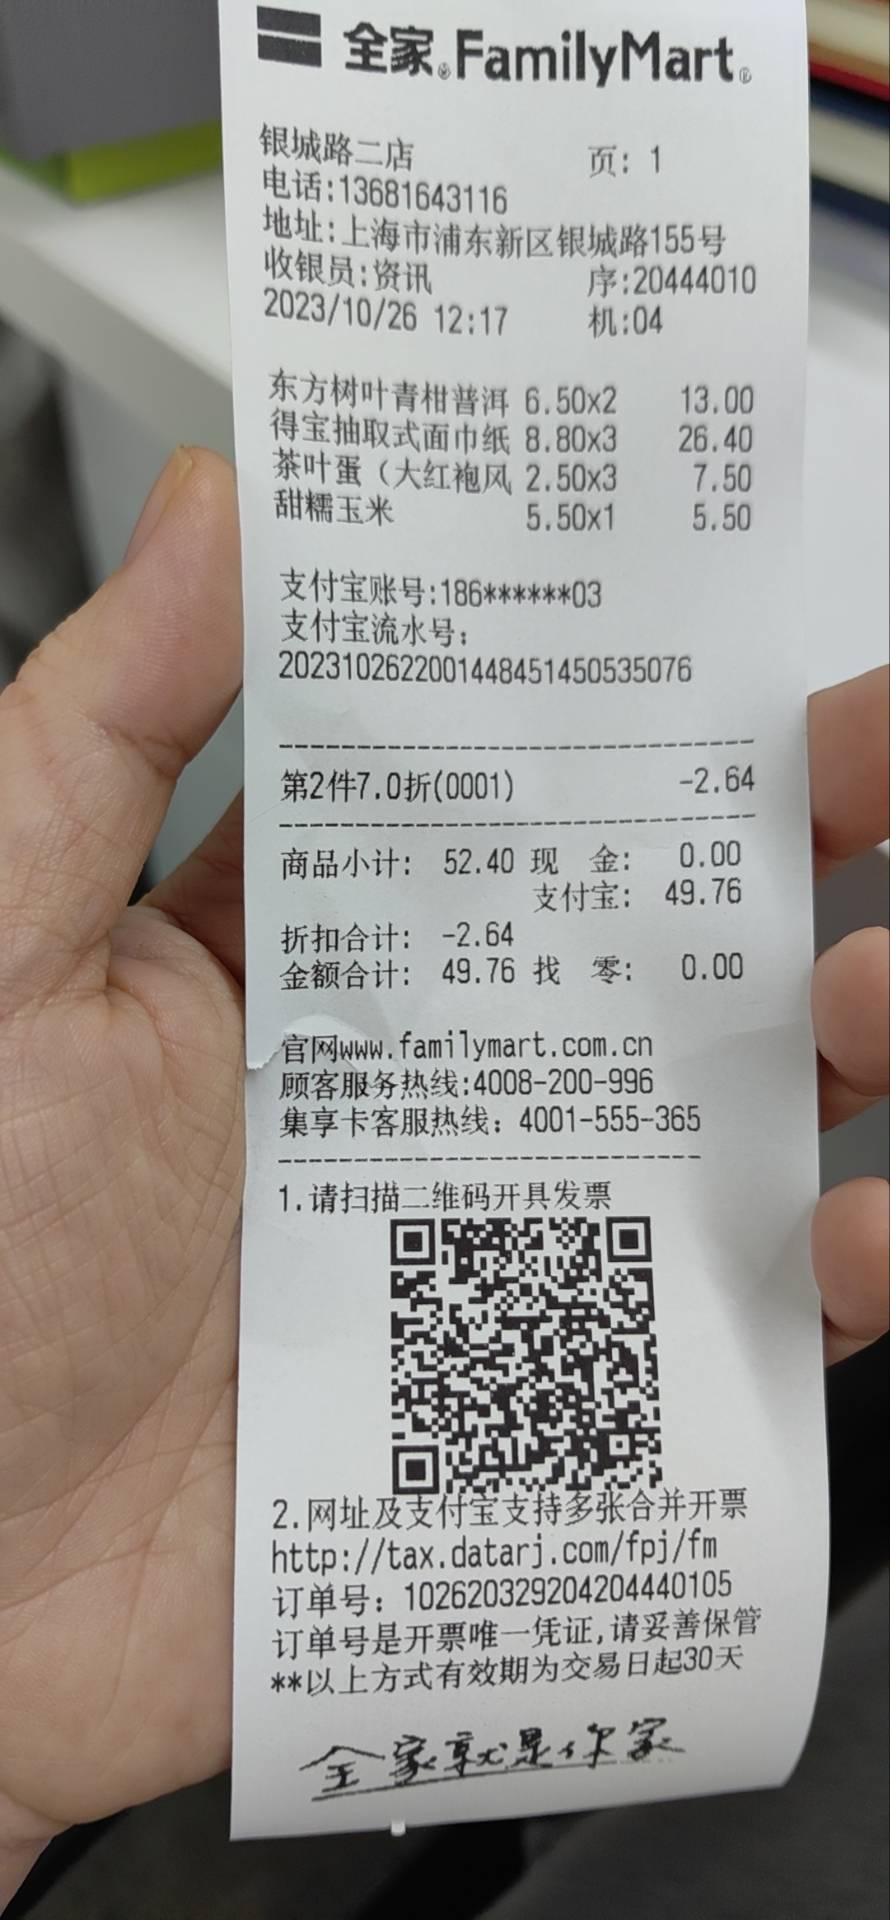 全家®FamilyMart®
银城路二店 页: 1
电话:13681643116
地址:上海市浦东新区银城路155号
收银员:资讯 序:20444010
2023/10/26 12:17 机:04
东方树叶青柑普洱 6.50x2 13.00
得宝抽取式面巾纸 8.80x3 26.40
茶叶蛋（大红袍风 2.50x3 7.50
甜糯玉米 5.50x1 5.50
支付宝账号:186******03
支付宝流水号:
2023102622001448451450535076
第2件7.0折(0001) -2.64
商品小计: 52.40 现 金: 0.00
支付宝: 49.76
折扣合计: -2.64
金额合计: 49.76 找 零: 0.00
官网www.familymart.com.cn
顾客服务热线:4008-200-996
集享卡客服热线: 4001-555-365
1.请扫描二维码开具发票
2.网址及支付宝支持多张合并开票
http://tax.datarj.com/fpj/fm
订单号: 102620329204204440105
订单号是开票唯一凭证,请妥善保管
**以上方式有效期为交易日起30天
全家就是你家